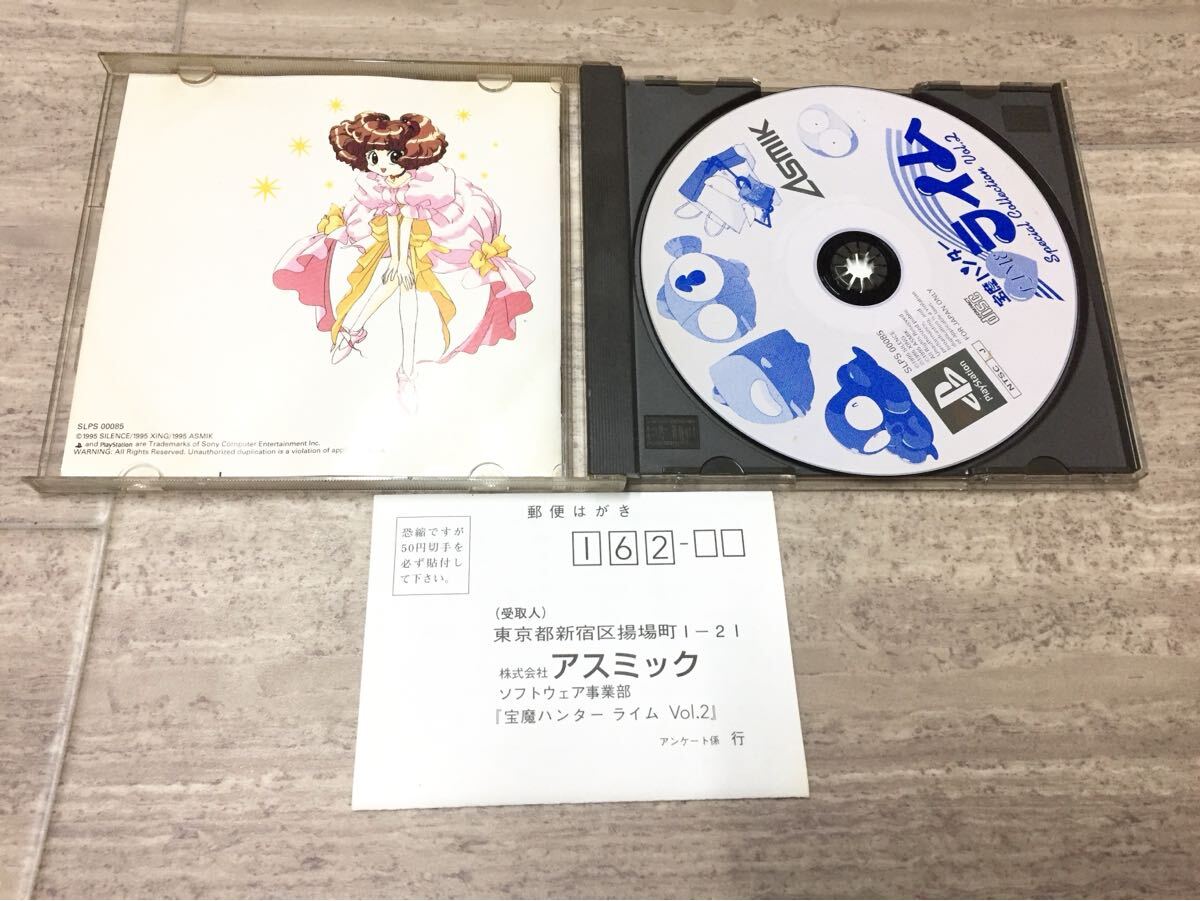 SLPS 00085
©1995 SILENCE/1995 XING/1995 ASMIK
and PlayStation are Trademarks of Sony Computer Entertainment Inc.
WARNING: All Rights Reserved. Unauthorized duplication is a violation of app
ASMIK
宝魔ハンター
ライム
Lime
Special Collection Vol.2
COMPACT
disc
FOR JAPAN ONLY
SLPS 00085
NTSC J
PlayStation
郵便はがき
恐縮ですが
50円切手を
必ず貼付し
て下さい。
162-
(受取人)
東京都新宿区揚場町1-21
株式会社 アスミック
ソフトウェア事業部
『宝魔ハンター ライム Vol.2』
アンケート係 行